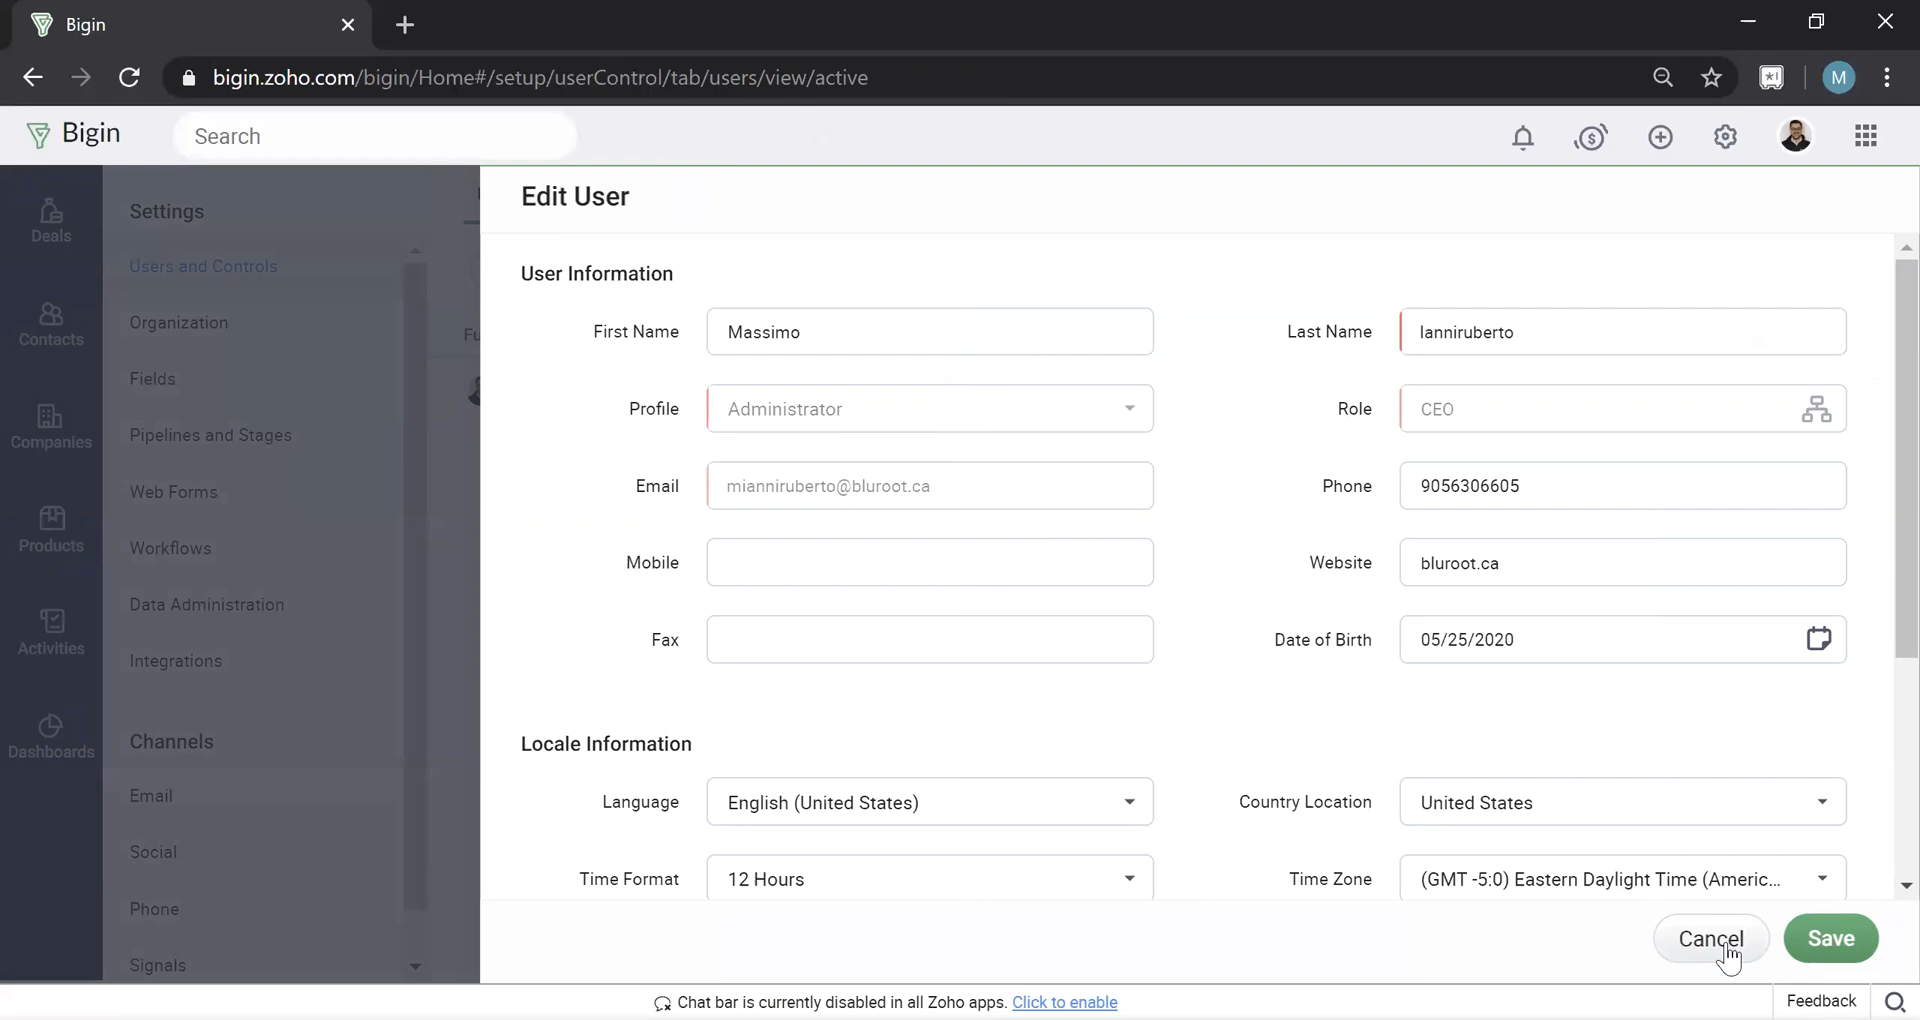 Bigin
bigin.zoho.com/bigin/Home#/setup/userControl/tab/users/view/active
M
Bigin
Search
Deals
Contacts
Companies
Products
Activities
Dashboards
Settings
Users and Controls
Organization
Fields
Pipelines and Stages
Web Forms
Workflows
Data Administration
Integrations
Channels
Email
Social
Phone
Signals
Fu
Edit User
User Information
First Name Massimo Last Name Ianniruberto
Profile Administrator Role CEO
Email mianniruberto@bluroot.ca Phone 9056306605
Mobile Website bluroot.ca
Fax Date of Birth 05/25/2020
Locale Information
Language English (United States) Country Location United States
Time Format 12 Hours Time Zone (GMT -5:0) Eastern Daylight Time (Americ...
Cancel Save
Chat bar is currently disabled in all Zoho apps. Click to enable
Feedback